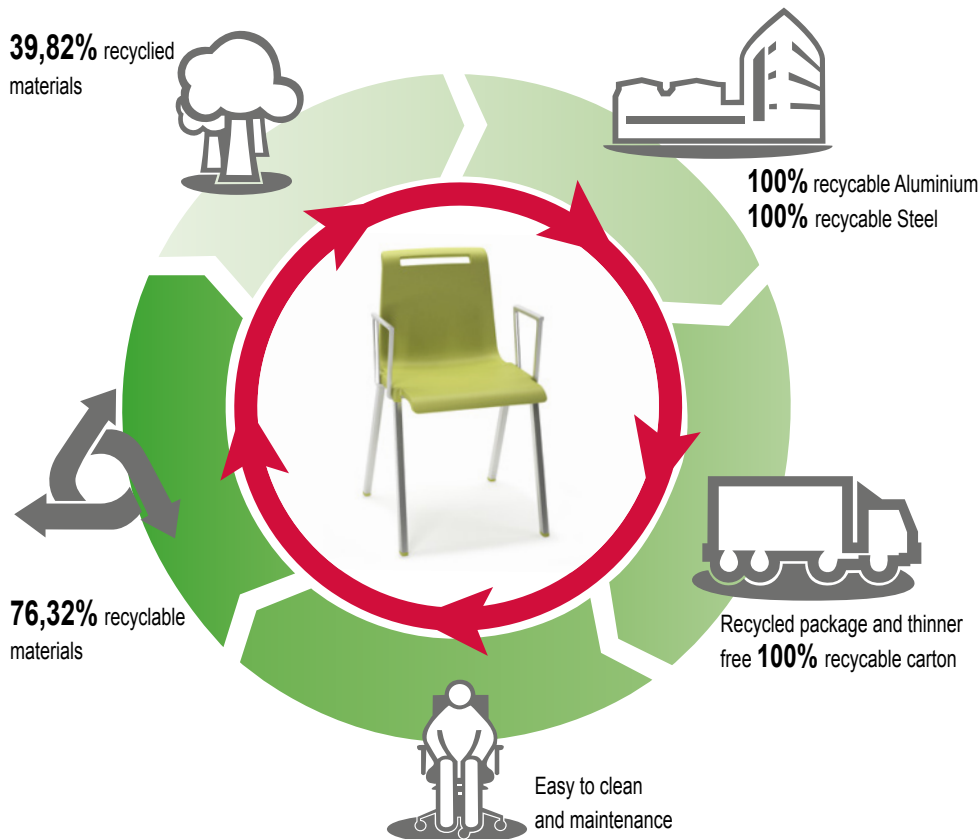 39,82% recyclied
materials
100% recycable Aluminium
100% recycable Steel
Recycled package and thinner
free 100% recycable carton
Easy to clean
and maintenance
76,32% recyclable
materials